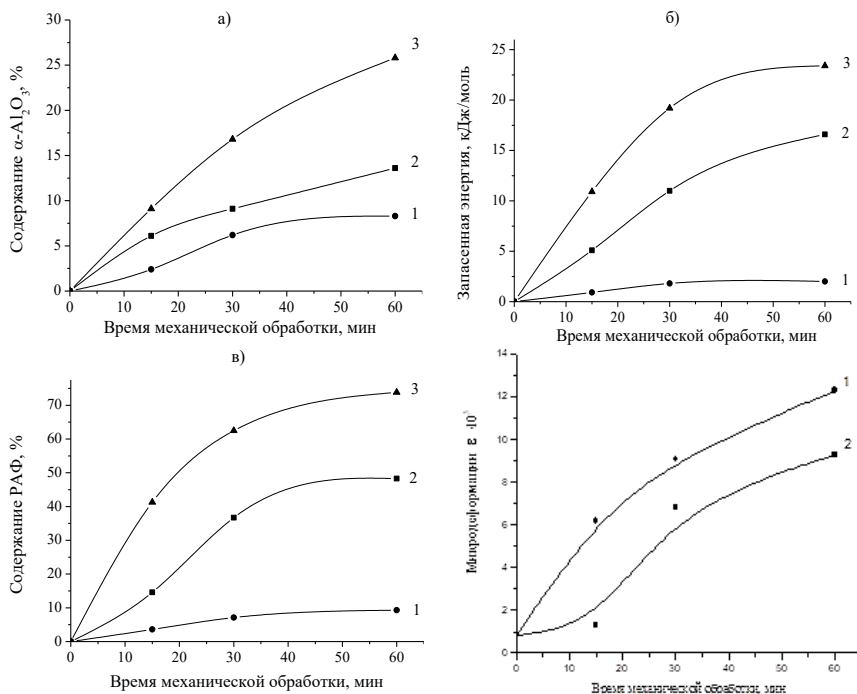 а)
Содержание α-Al2O3, %
30
25
20
15
10
5
0
0 10 20 30 40 50 60
Время механической обработки, мин
3
2
1
б)
Запасенная энергия, кДж/моль
25
20
15
10
5
0
0 10 20 30 40 50 60
Время механической обработки, мин
3
2
1
в)
Содержание РАФ, %
70
60
50
40
30
20
10
0
0 10 20 30 40 50 60
Время механической обработки, мин
3
2
1
Микродеформации ε ·10³
14
12
10
8
6
4
2
0
0 10 20 30 40 50 60
Время механической обработки, мин
1
2